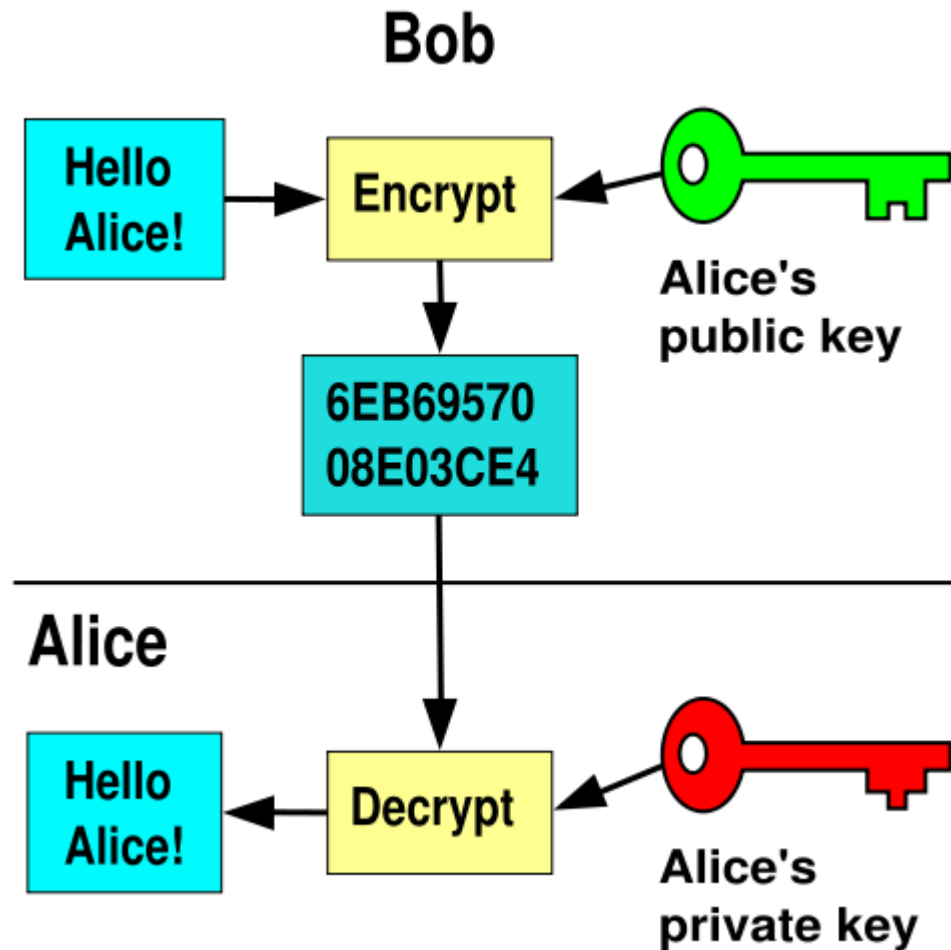 Bob
Hello
Alice!
Encrypt
Alice's
public key
6EB69570
08E03CE4
Alice
Hello
Alice!
Decrypt
Alice's
private key